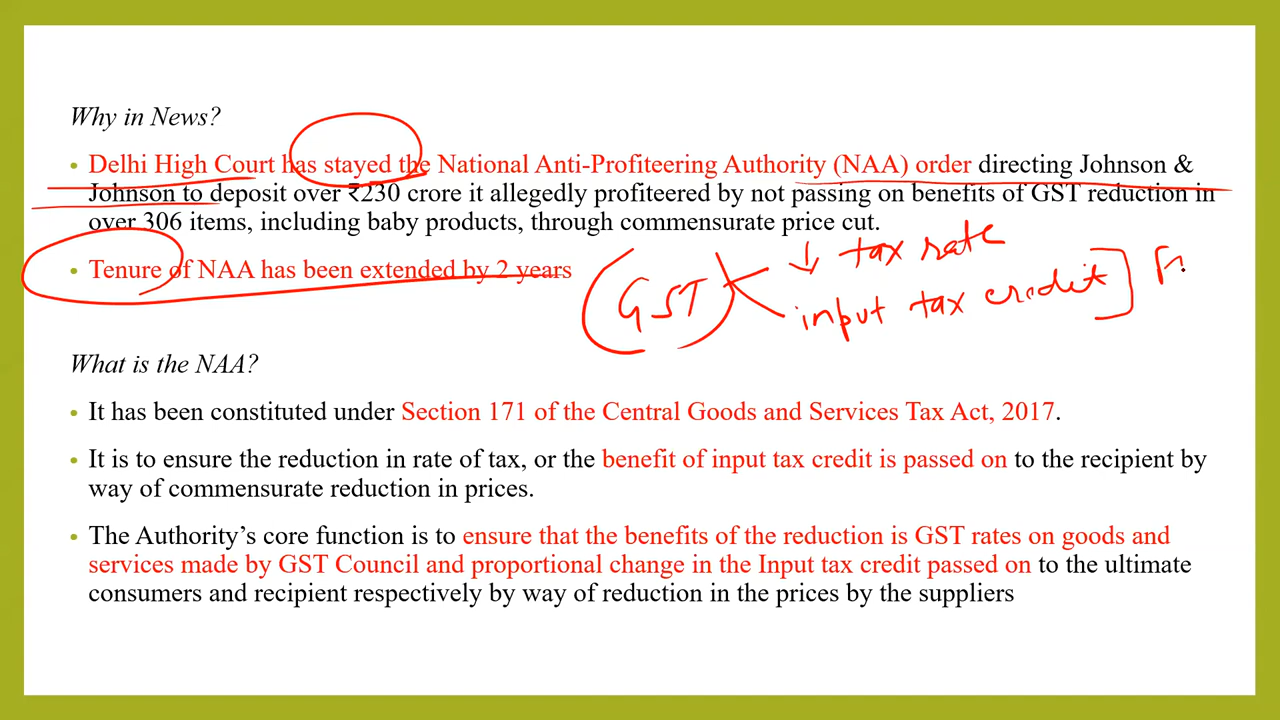 Why in News?
• Delhi High Court has stayed the National Anti-Profiteering Authority (NAA) order directing Johnson &
Johnson to deposit over ₹230 crore it allegedly profiteered by not passing on benefits of GST reduction in
over 306 items, including baby products, through commensurate price cut.
• Tenure of NAA has been extended by 2 years
↓ tax rate
(GST)
input tax credit]
What is the NAA?
• It has been constituted under Section 171 of the Central Goods and Services Tax Act, 2017.
• It is to ensure the reduction in rate of tax, or the benefit of input tax credit is passed on to the recipient by
way of commensurate reduction in prices.
• The Authority’s core function is to ensure that the benefits of the reduction is GST rates on goods and
services made by GST Council and proportional change in the Input tax credit passed on to the ultimate
consumers and recipient respectively by way of reduction in the prices by the suppliers